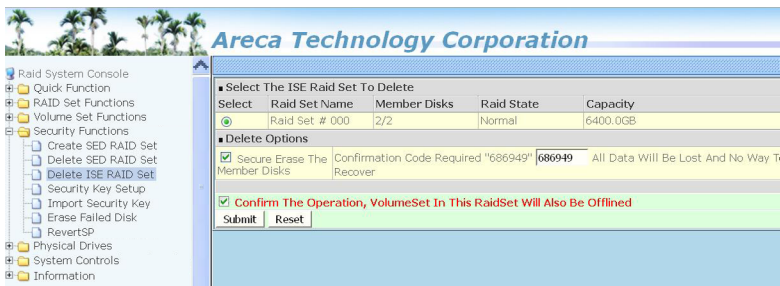 Areca Technology Corporation
Raid System Console
Quick Function
RAID Set Functions
Volume Set Functions
Security Functions
Create SED RAID Set
Delete SED RAID Set
Delete ISE RAID Set
Security Key Setup
Import Security Key
Erase Failed Disk
RevertSP
Physical Drives
System Controls
Information
Select The ISE Raid Set To Delete
Select Raid Set Name Member Disks Raid State Capacity
Raid Set # 000 2/2 Normal 6400.0GB
Delete Options
Secure Erase The Member Disks
Confirmation Code Required "686949" 686949 All Data Will Be Lost And No Way T
Recover
Confirm The Operation, VolumeSet In This RaidSet Will Also Be Offlined
Submit Reset